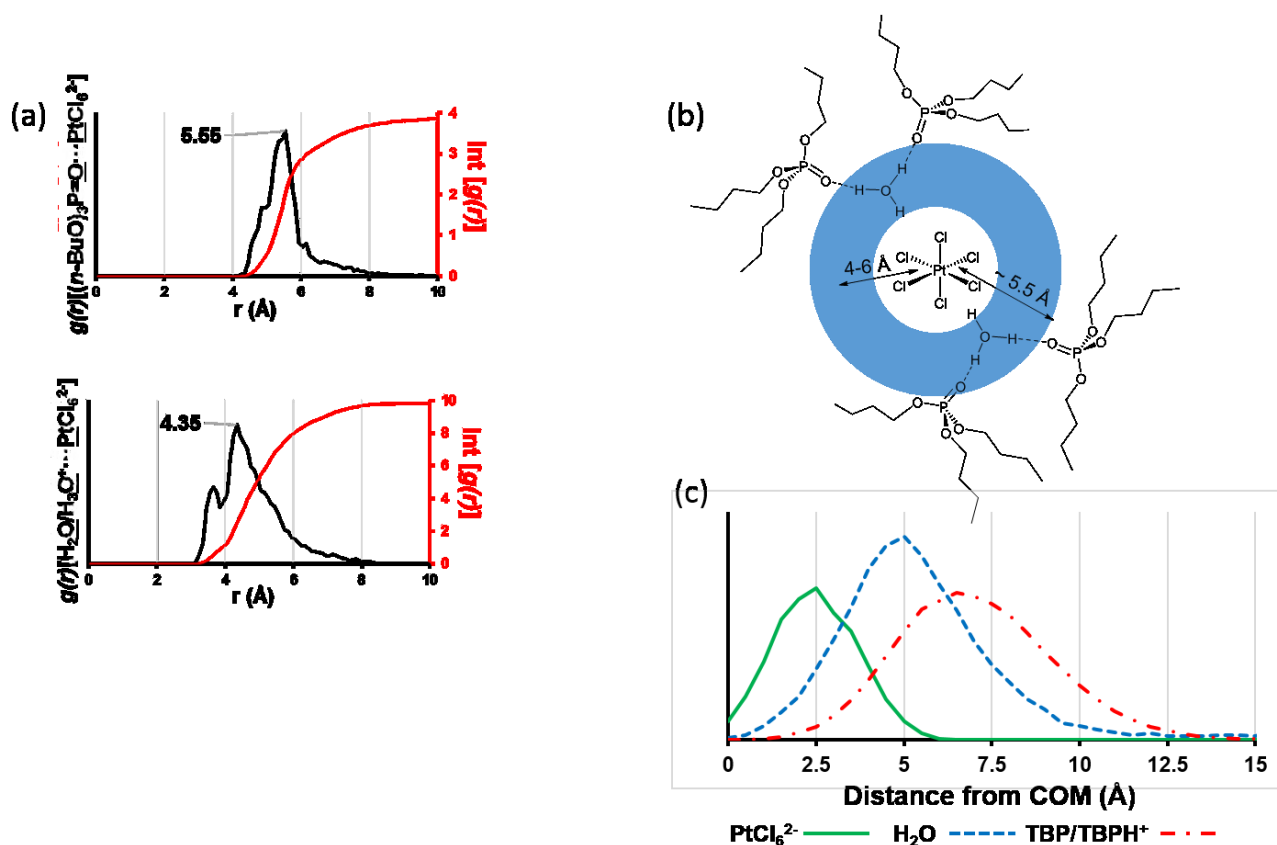 (a)
g(r)[(n-BuO)3P=O···PtCl6²⁻]
5.55
4
3
2
1
0
Int [g(r)]
0 2 4 6 8 10
r (Å)
g(r)[H2O/H3O⁺···PtCl6²⁻]
4.35
10
8
6
4
2
0
Int [g(r)]
0 2 4 6 8 10
r (Å)
(b)
O O
O P O
O
O P O
O
H O H
H
Cl
Cl Cl
Pt
Cl Cl
Cl
4-6 Å
~ 5.5 Å
H
O H
H
O P O
O
O
O
O P O
O
O
(c)
0 2.5 5 7.5 10 12.5 15
Distance from COM (Å)
PtCl6²⁻ H2O TBP/TBPH⁺